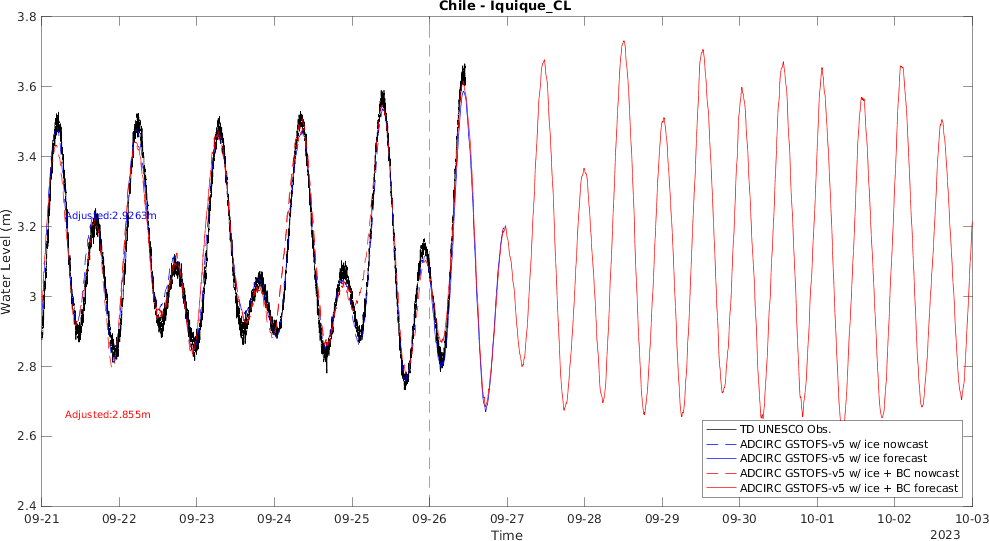 Chile - Iquique_CL
3.8
3.6
3.4
3.2
3
2.8
2.6
2.4
Water Level (m)
Adjusted:2.9263m
Adjusted:2.855m
TD UNESCO Obs.
ADCIRC GSTOFS-v5 w/ ice nowcast
ADCIRC GSTOFS-v5 w/ ice forecast
ADCIRC GSTOFS-v5 w/ ice + BC nowcast
ADCIRC GSTOFS-v5 w/ ice + BC forecast
09-21 09-22 09-23 09-24 09-25 09-26 09-27 09-28 09-29 09-30 10-01 10-02 10-03
Time
2023